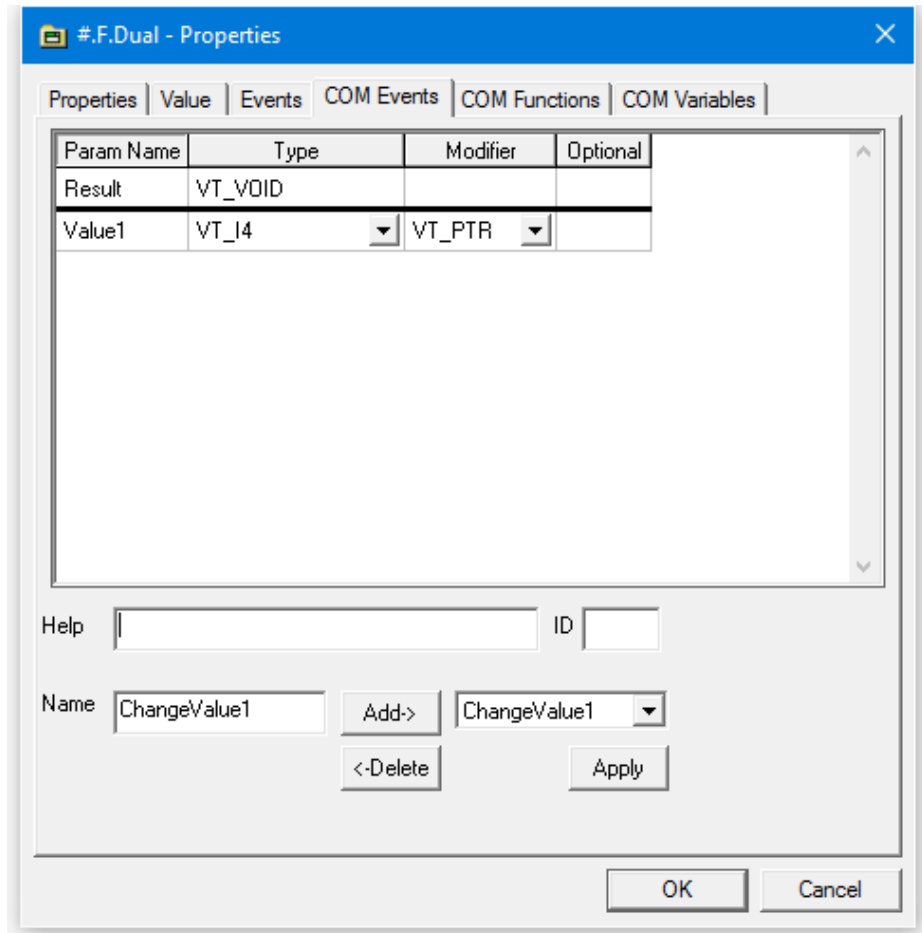 #.F.Dual - Properties
Properties Value Events COM Events COM Functions COM Variables
Param Name Type Modifier Optional
Result VT_VOID
Value1 VT_I4 VT_PTR
Help ID
Name ChangeValue1 Add-> ChangeValue1
<-Delete Apply
OK Cancel